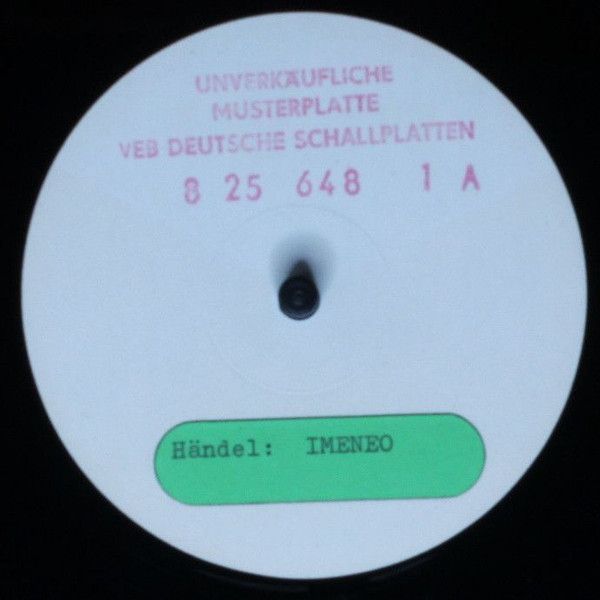 UNVERKÄUFLICHE
MUSTERPLATTE
VEB DEUTSCHE SCHALLPLATTEN
8 25 648 1 A
Händel: IMENEO